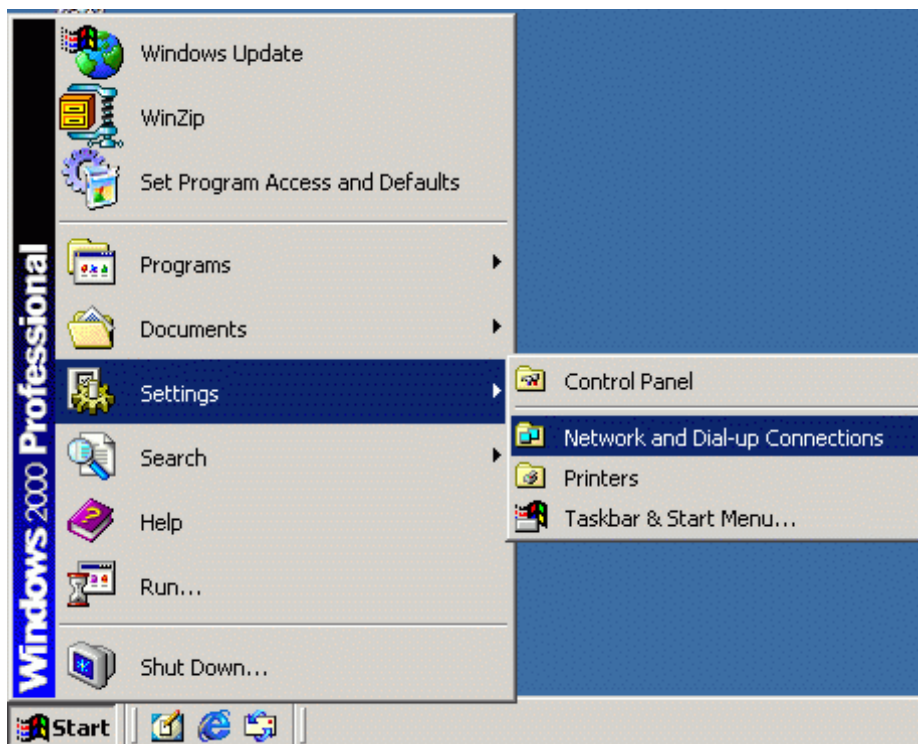 Windows 2000 Professional
Windows Update
WinZip
Set Program Access and Defaults
Programs
Documents
Settings
Search
Help
Run...
Shut Down...
Control Panel
Network and Dial-up Connections
Printers
Taskbar & Start Menu...
Start